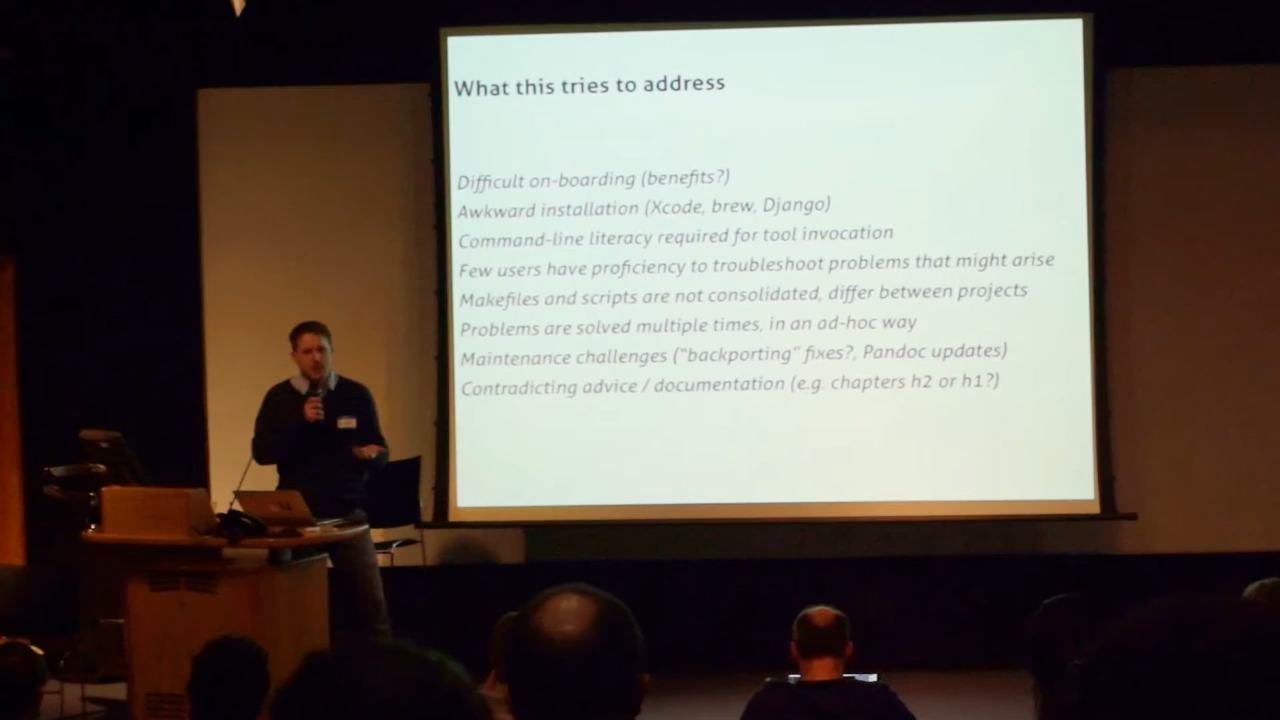 What this tries to address
Difficult on-boarding (benefits?)
Awkward installation (Xcode, brew, Django)
Command-line literacy required for tool invocation
Few users have proficiency to troubleshoot problems that might arise
Makefiles and scripts are not consolidated, differ between projects
Problems are solved multiple times, in an ad-hoc way
Maintenance challenges ("backporting" fixes?, Pandoc updates)
Contradicting advice / documentation (e.g. chapters h2 or h1?)